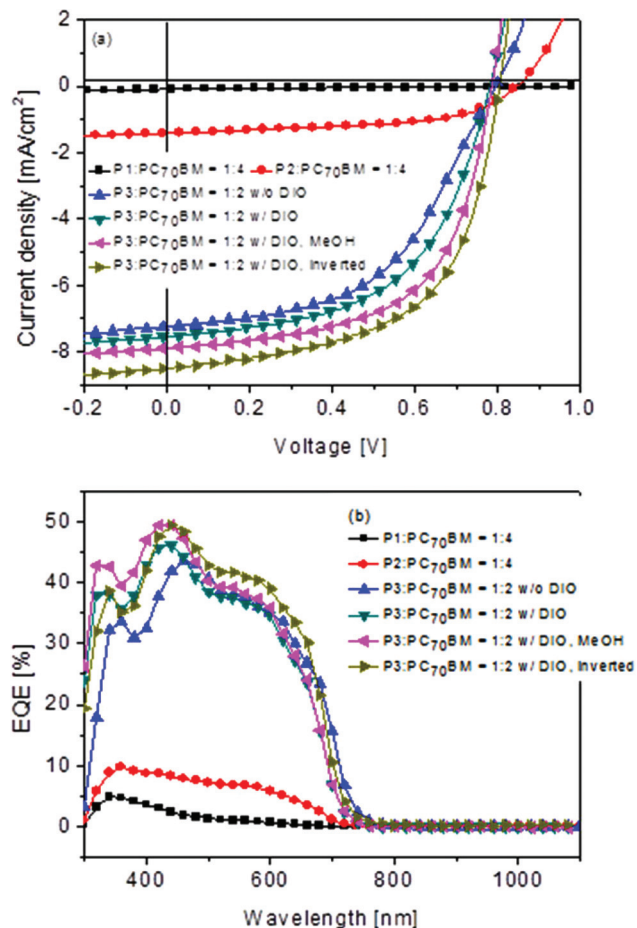 2
0
-2
-4
-6
-8
-0.2
0.0
0.2
0.4
0.6
0.8
1.0
Current density [mA/cm2]
Voltage [V]
(a)
P1:PC70BM = 1:4 P2:PC70BM = 1:4
P3:PC70BM = 1:2 w/o DIO
P3:PC70BM = 1:2 w/ DIO
P3:PC70BM = 1:2 w/ DIO, MeOH
P3:PC70BM = 1:2 w/ DIO, Inverted
50
40
30
20
10
0
400
600
800
1000
EQE [%]
Wavelength [nm]
(b)
P1:PC70BM = 1:4
P2:PC70BM = 1:4
P3:PC70BM = 1:2 w/o DIO
P3:PC70BM = 1:2 w/ DIO
P3:PC70BM = 1:2 w/ DIO, MeOH
P3:PC70BM = 1:2 w/ DIO, Inverted